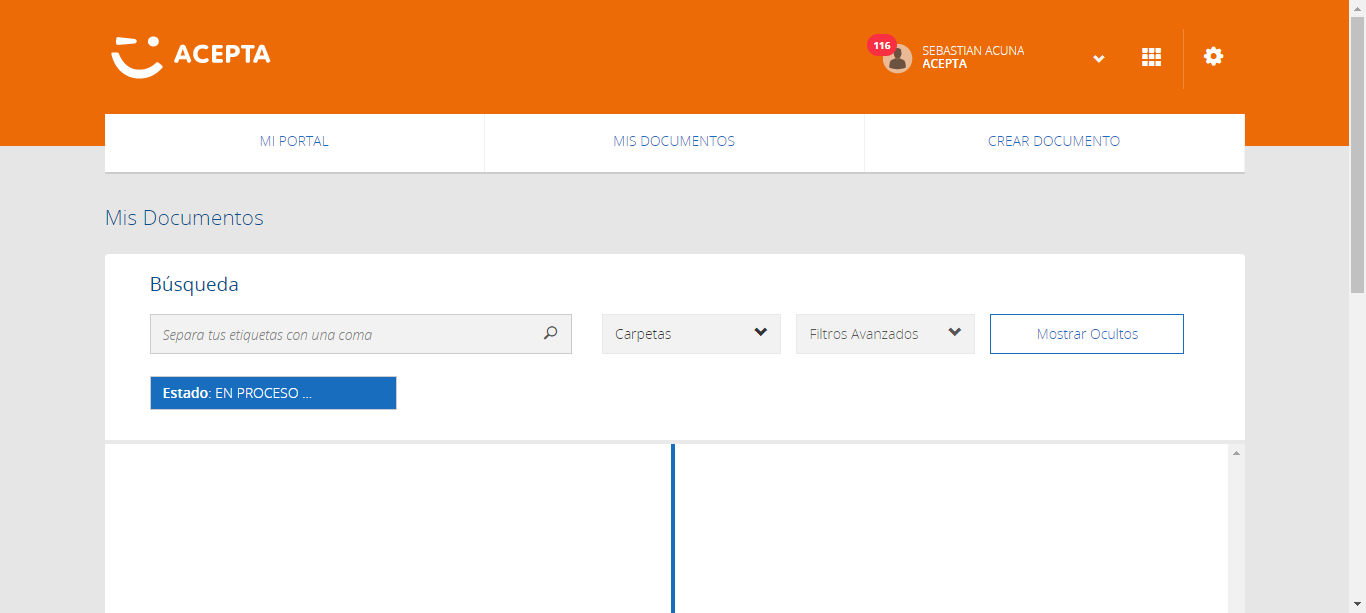 ACEPTA
116
SEBASTIAN ACUNA
ACEPTA
MI PORTAL
MIS DOCUMENTOS
CREAR DOCUMENTO
Mis Documentos
Búsqueda
Separa tus etiquetas con una coma
Carpetas
Filtros Avanzados
Mostrar Ocultos
Estado: EN PROCESO ...